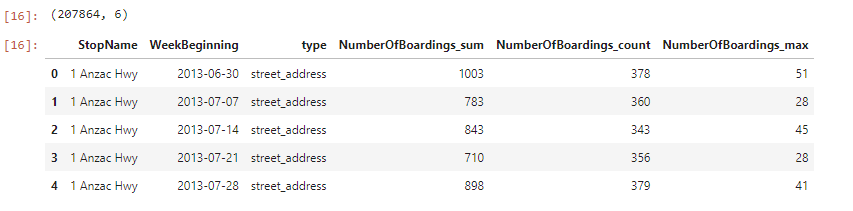 [16]: (207864, 6)
[16]: StopName WeekBeginning type NumberOfBoardings_sum NumberOfBoardings_count NumberOfBoardings_max
0 1 Anzac Hwy 2013-06-30 street_address 1003 378 51
1 1 Anzac Hwy 2013-07-07 street_address 783 360 28
2 1 Anzac Hwy 2013-07-14 street_address 843 343 45
3 1 Anzac Hwy 2013-07-21 street_address 710 356 28
4 1 Anzac Hwy 2013-07-28 street_address 898 379 41